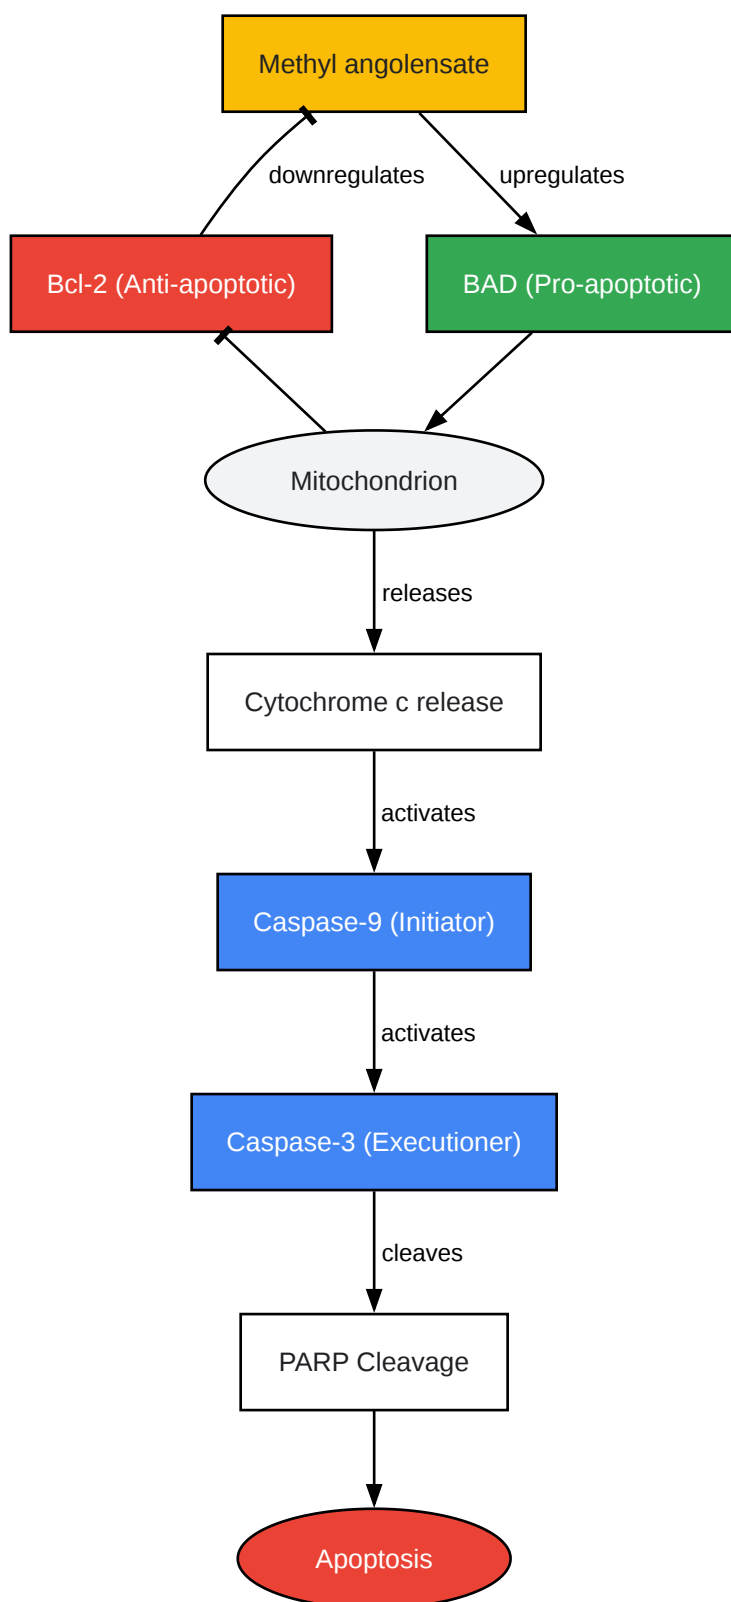 Methyl angolensate
downregulates
upregulates
Bcl-2 (Anti-apoptotic)
BAD (Pro-apoptotic)
Mitochondrion
releases
Cytochrome c release
activates
Caspase-9 (Initiator)
activates
Caspase-3 (Executioner)
cleaves
PARP Cleavage
Apoptosis